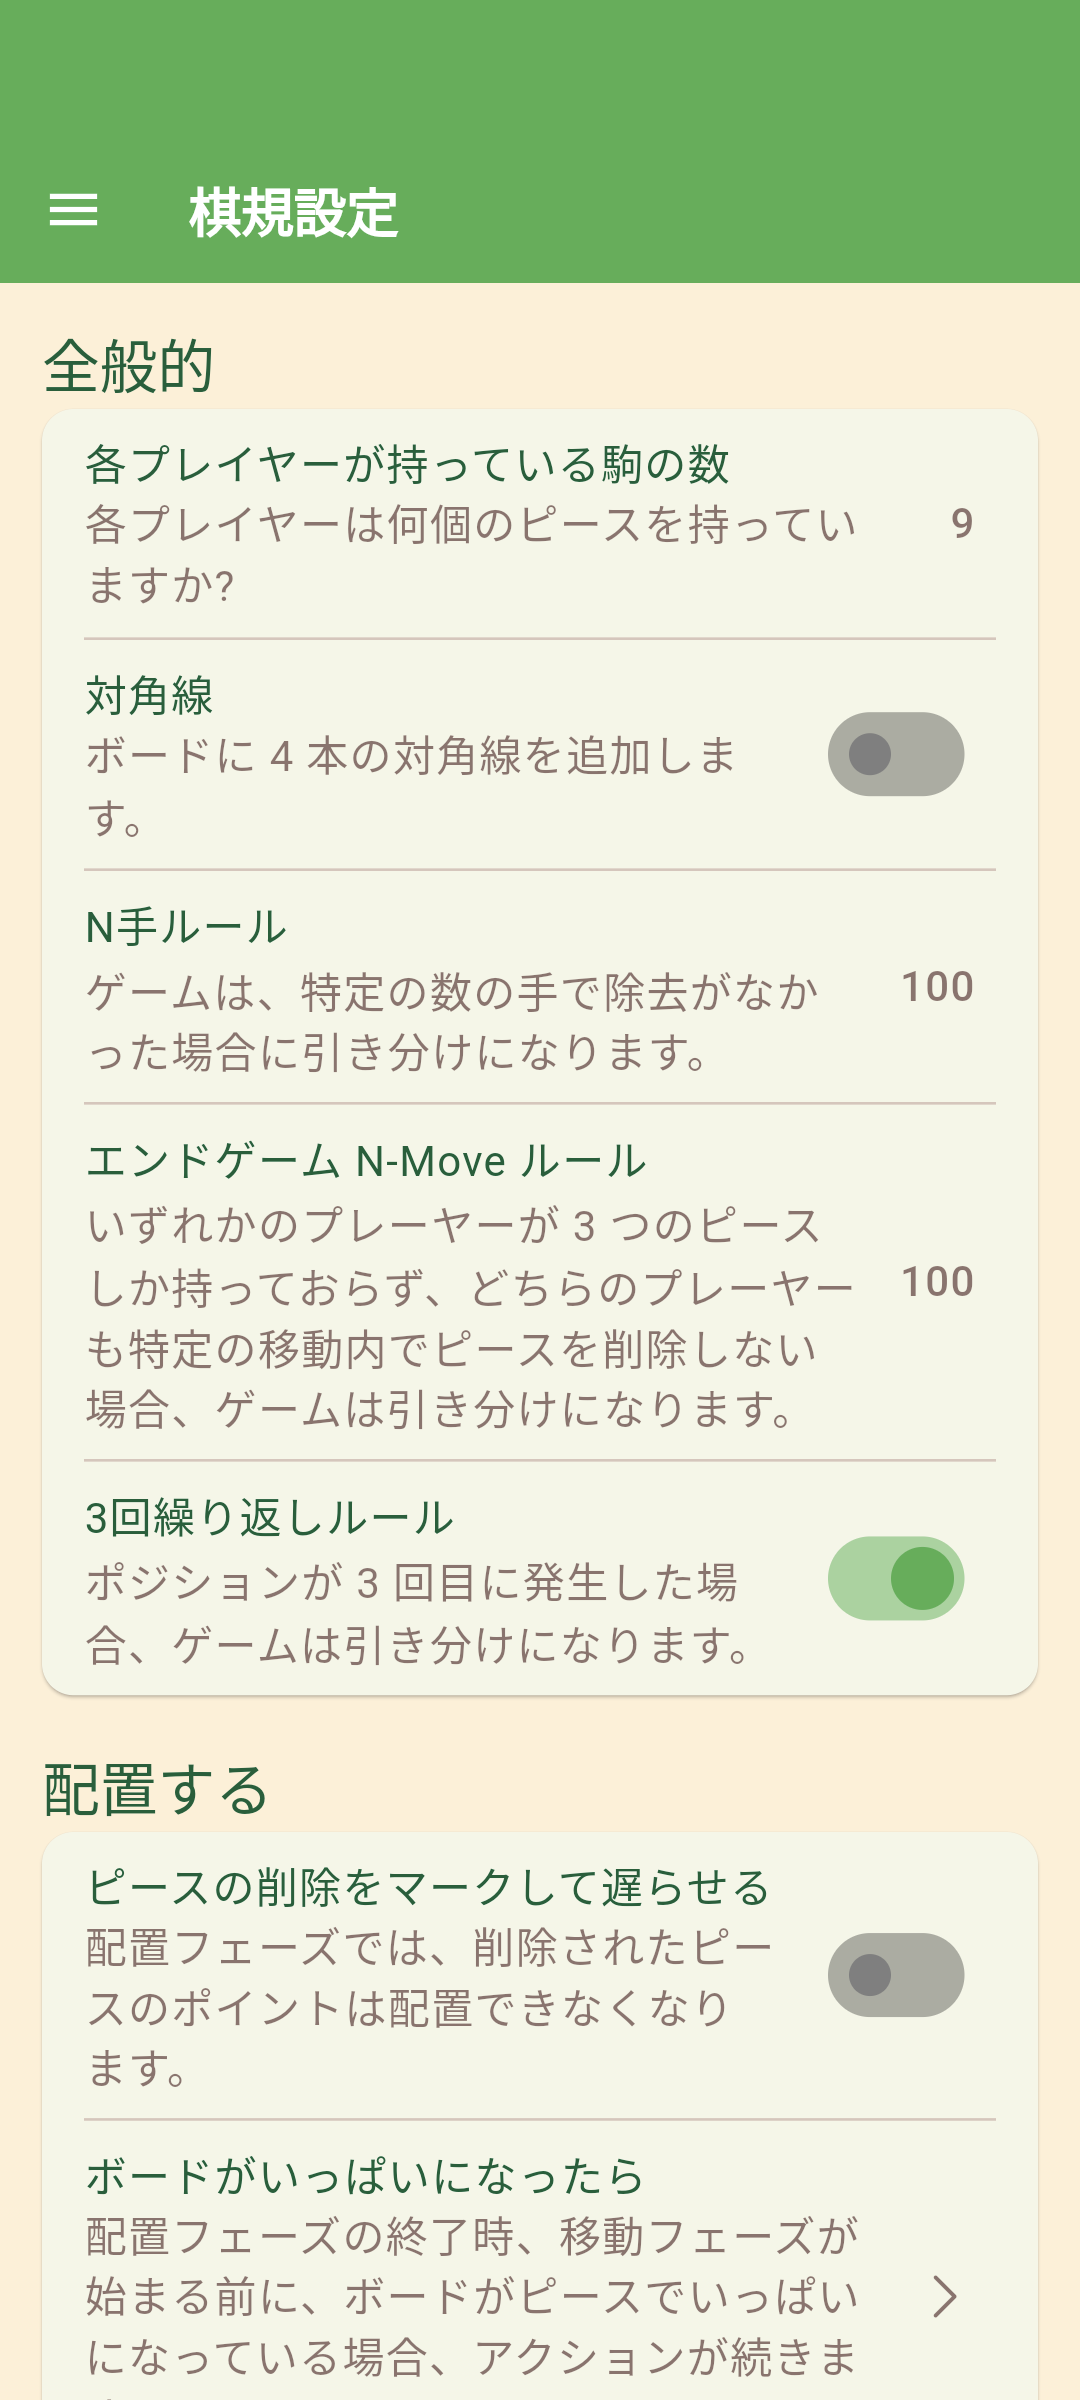 棋規設定
全般的
各プレイヤーが持っている駒の数
各プレイヤーは何個のピースを持ってい
ますか?
9
対角線
ボードに 4 本の対角線を追加しま
す。
N手ルール
ゲームは、特定の数の手で除去がなか
った場合に引き分けになります。
100
エンドゲーム N-Move ルール
いずれかのプレーヤーが 3 つのピース
しか持っておらず、どちらのプレーヤー
も特定の移動内でピースを削除しない
場合、ゲームは引き分けになります。
100
3回繰り返しルール
ポジションが 3 回目に発生した場
合、ゲームは引き分けになります。
配置する
ピースの削除をマークして遅らせる
配置フェーズでは、削除されたピー
スのポイントは配置できなくなり
ます。
ボードがいっぱいになったら
配置フェーズの終了時、移動フェーズが
始まる前に、ボードがピースでいっぱい
になっている場合、アクションが続きま